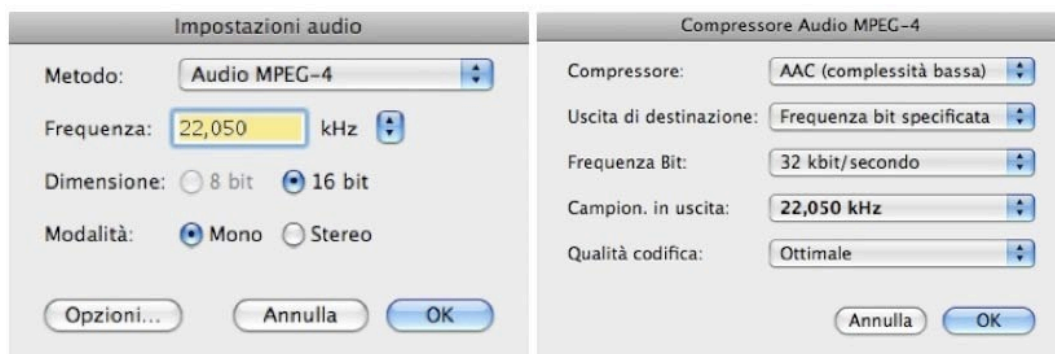 Impostazioni audio
Metodo: Audio MPEG-4
Frequenza: 22,050 kHz
Dimensione: 8 bit 16 bit
Modalità: Mono Stereo
Opzioni... Annulla OK
Compressore Audio MPEG-4
Compressore: AAC (complessità bassa)
Uscita di destinazione: Frequenza bit specificata
Frequenza Bit: 32 kbit/secondo
Campion. in uscita: 22,050 kHz
Qualità codifica: Ottimale
Annulla OK